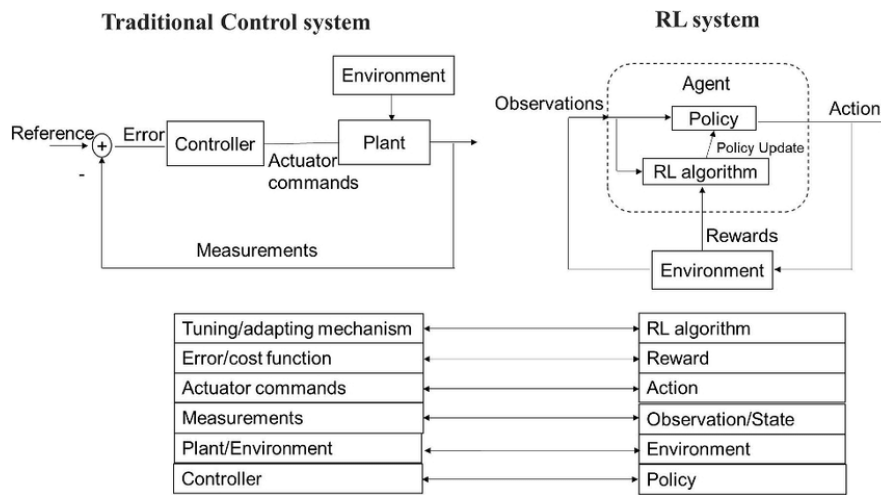 Traditional Control system
RL system
Environment
Agent
Observations
Policy
Action
Reference
Error
Controller
Plant
+
-
Actuator
commands
Policy Update
RL algorithm
Measurements
Rewards
Environment
Tuning/adapting mechanism
RL algorithm
Error/cost function
Reward
Actuator commands
Action
Measurements
Observation/State
Plant/Environment
Environment
Controller
Policy